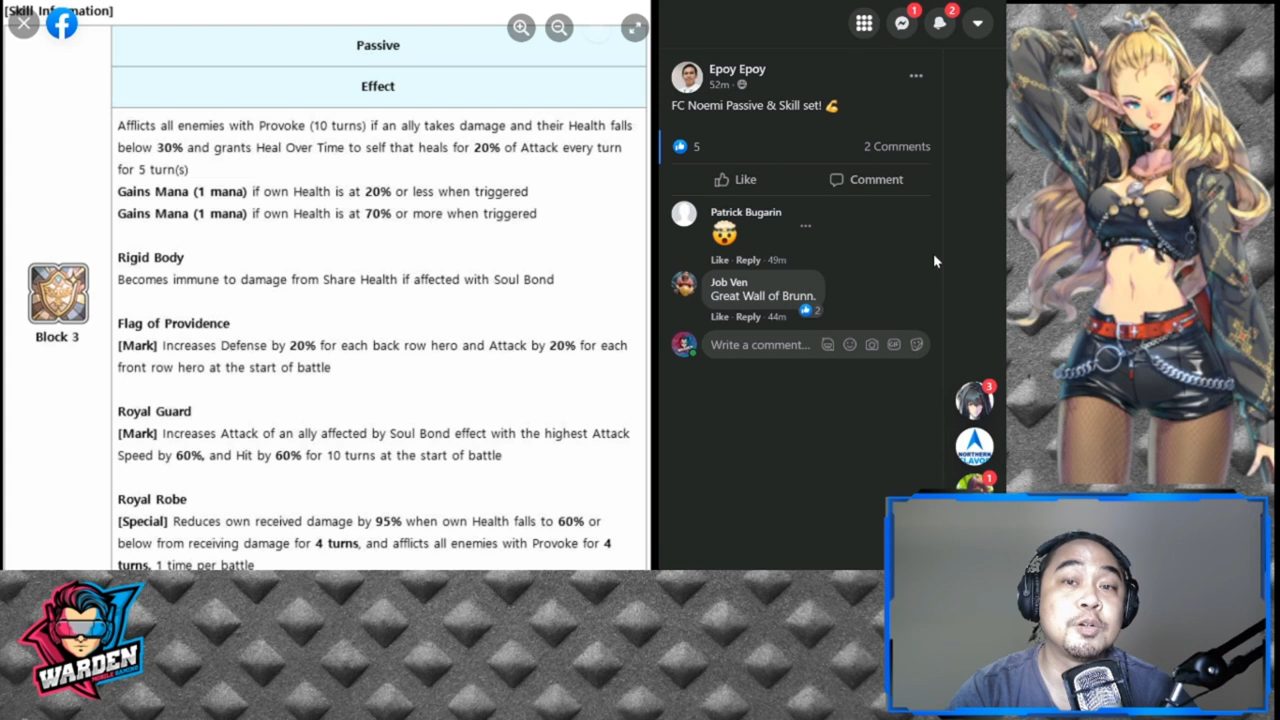 [Skill Information]
Passive
Effect
Afflicts all enemies with Provoke (10 turns) if an ally takes damage and their Health falls
below 30% and grants Heal Over Time to self that heals for 20% of Attack every turn
for 5 turn(s)
Gains Mana (1 mana) if own Health is at 20% or less when triggered
Gains Mana (1 mana) if own Health is at 70% or more when triggered
Rigid Body
Becomes immune to damage from Share Health if affected with Soul Bond
Flag of Providence
[Mark] Increases Defense by 20% for each back row hero and Attack by 20% for each
front row hero at the start of battle
Block 3
Royal Guard
[Mark] Increases Attack of an ally affected by Soul Bond effect with the highest Attack
Speed by 60%, and Hit by 60% for 10 turns at the start of battle
Royal Robe
[Special] Reduces own received damage by 95% when own Health falls to 60% or
below from receiving damage for 4 turns, and afflicts all enemies with Provoke for 4
turns. 1 time per battle
1
2
Epoy Epoy
52m ·
FC Noemi Passive & Skill set! 💪
5
2 Comments
Like
Comment
Patrick Bugarin
🤯
Like · Reply · 49m
Job Ven
Great Wall of Brunn.
2
Like · Reply · 44m
Write a comment...
GIF
3
NORTHERN
1
WARDEN
MOBILE GAMING